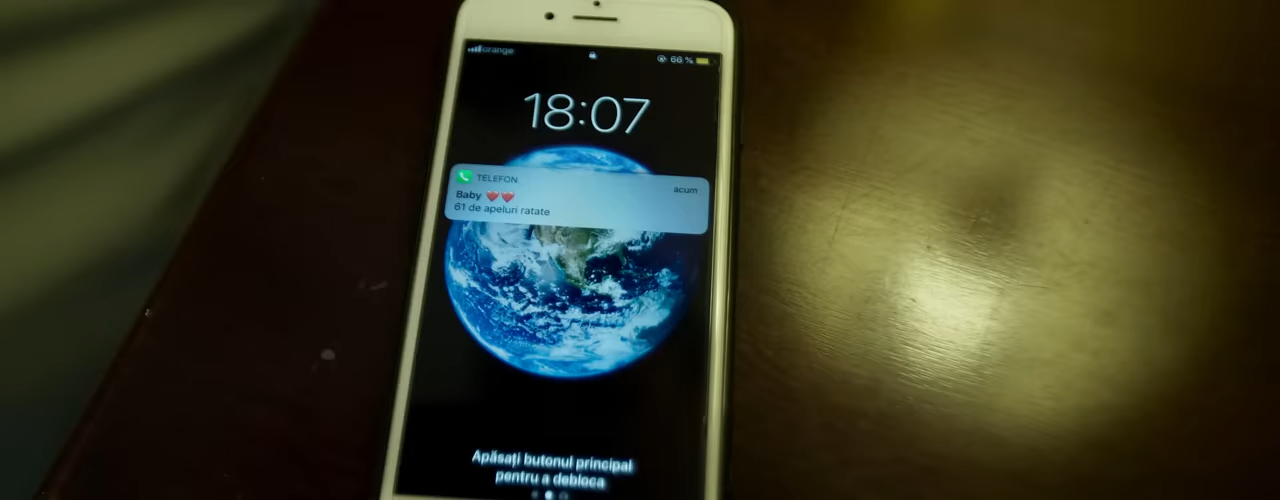 orange 66 %
18:07
TELEFON acum
Baby ❤️❤️
61 de apeluri ratate
Apăsați butonul principal
pentru a debloca